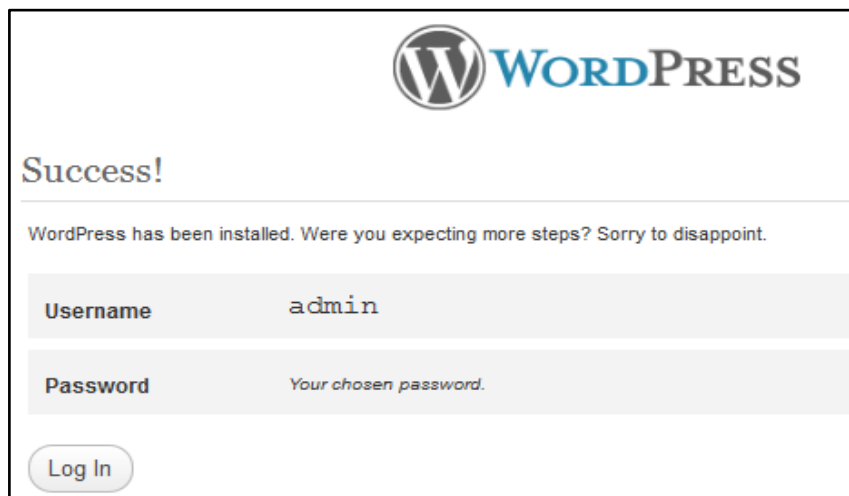 WORDPRESS
Success!
WordPress has been installed. Were you expecting more steps? Sorry to disappoint.
Username admin
Password Your chosen password.
Log In